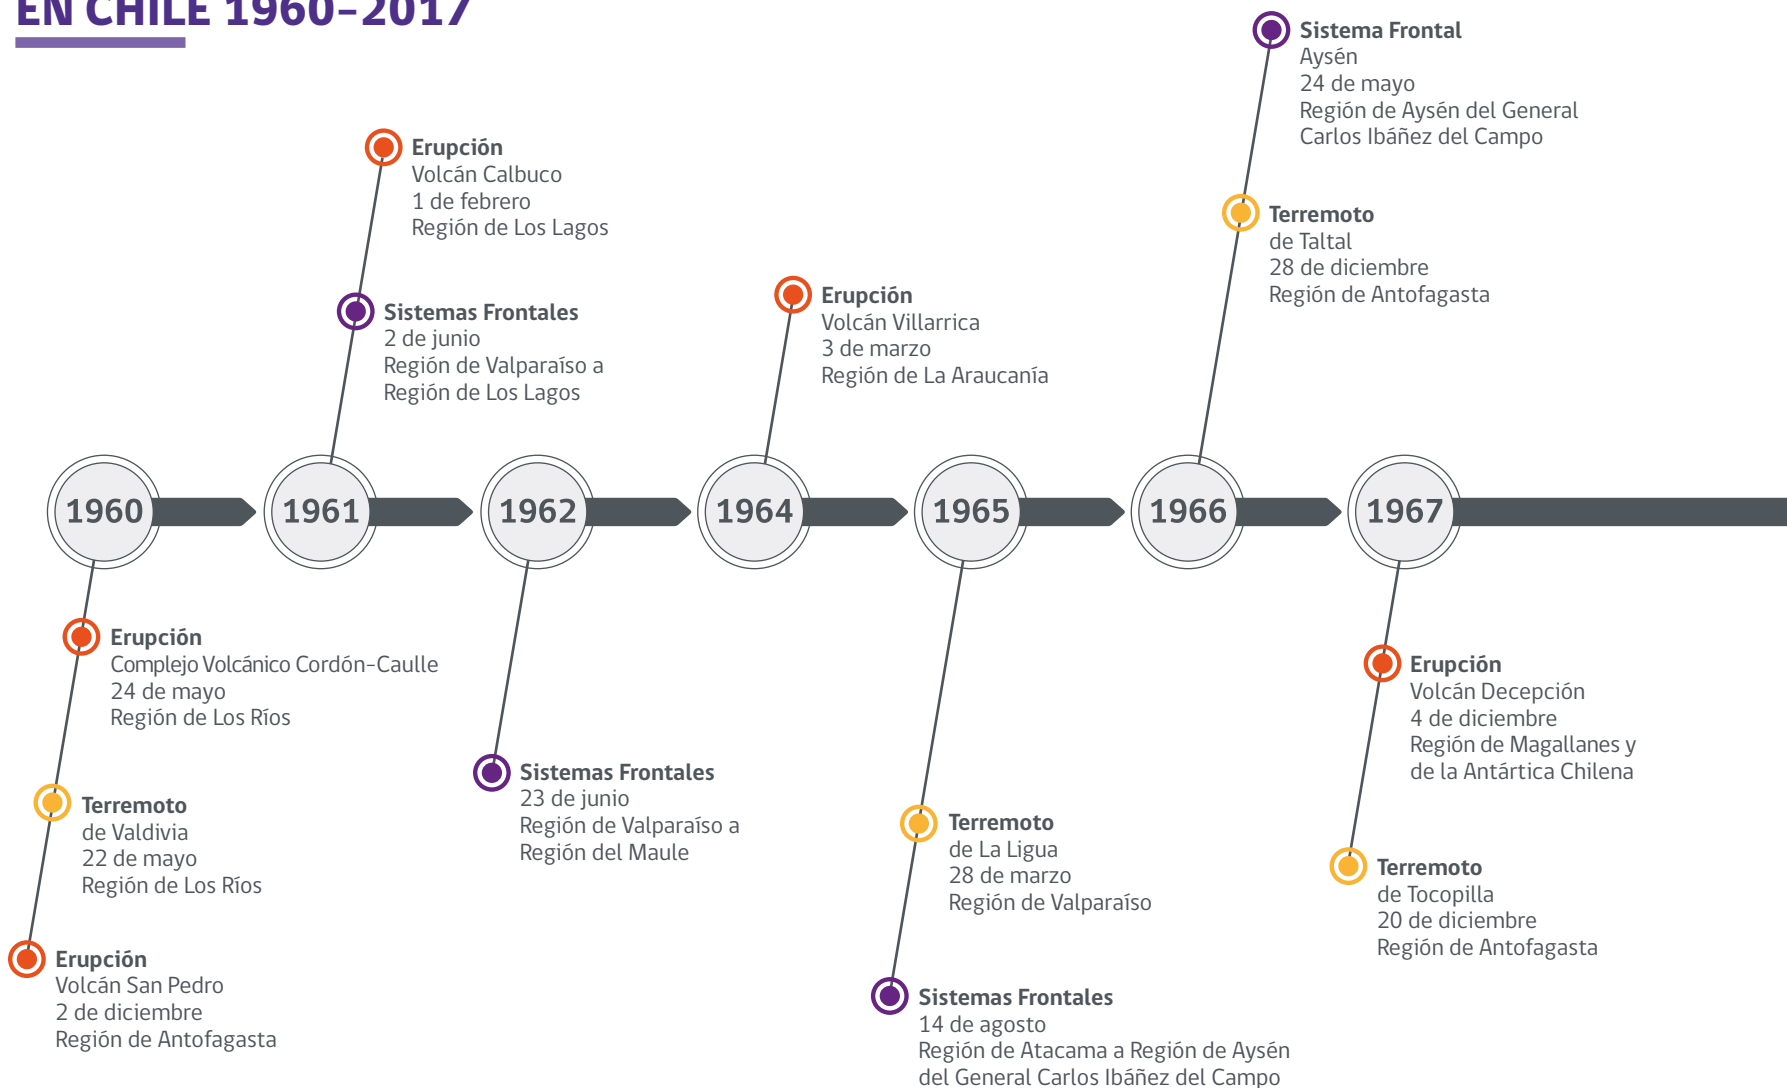 EN CHILE 1960-2017
Sistema Frontal
Aysén
24 de mayo
Región de Aysén del General
Carlos Ibáñez del Campo
Erupción
Volcán Calbuco
1 de febrero
Región de Los Lagos
Terremoto
de Taltal
28 de diciembre
Región de Antofagasta
Sistemas Frontales
2 de junio
Región de Valparaíso a
Región de Los Lagos
Erupción
Volcán Villarrica
3 de marzo
Región de La Araucanía
1960
1961
1962
1964
1965
1966
1967
Erupción
Complejo Volcánico Cordón-Caulle
24 de mayo
Región de Los Ríos
Terremoto
de Valdivia
22 de mayo
Región de Los Ríos
Erupción
Volcán San Pedro
2 de diciembre
Región de Antofagasta
Sistemas Frontales
23 de junio
Región de Valparaíso a
Región del Maule
Terremoto
de La Ligua
28 de marzo
Región de Valparaíso
Sistemas Frontales
14 de agosto
Región de Atacama a Región de Aysén
del General Carlos Ibáñez del Campo
Erupción
Volcán Decepción
4 de diciembre
Región de Magallanes y
de la Antártica Chilena
Terremoto
de Tocopilla
20 de diciembre
Región de Antofagasta